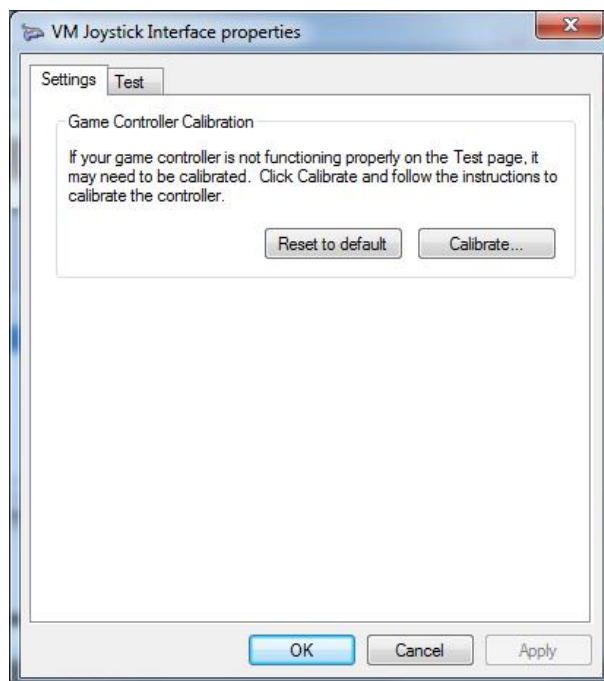 VM Joystick Interface properties
Settings Test
Game Controller Calibration
If your game controller is not functioning properly on the Test page, it
may need to be calibrated. Click Calibrate and follow the instructions to
calibrate the controller.
Reset to default Calibrate...
OK Cancel Apply